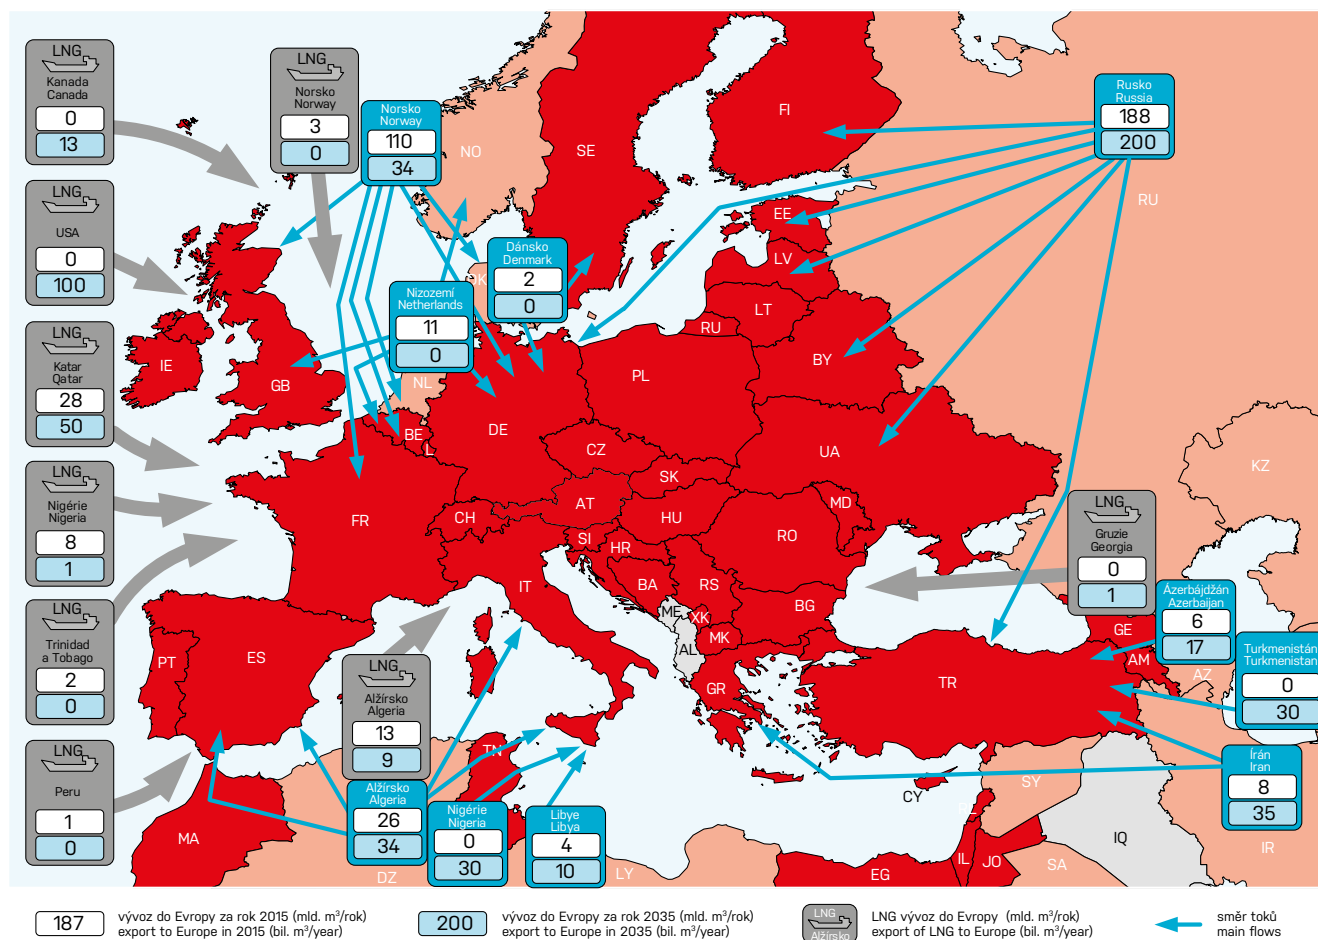 LNG
Kanada
Canada
0
13
LNG
USA
0
100
LNG
Katar
Qatar
28
50
LNG
Nigérie
Nigeria
8
1
LNG
Trinidad
a Tobago
2
0
LNG
Peru
1
0
LNG
Norsko
Norway
3
0
Norsko
Norway
110
34
Nizozemí
Netherlands
11
0
Dánsko
Denmark
2
0
Rusko
Russia
188
200
LNG
Gruzie
Georgia
0
1
Ázerbájdžán
Azerbaijan
6
17
Turkmenistán
Turkmenistan
0
30
Írán
Iran
8
35
LNG
Alžírsko
Algeria
13
9
Alžírsko
Algeria
26
34
Nigérie
Nigeria
0
30
Libye
Libya
4
10
NO
SE
FI
RU
EE
LV
LT
RU
BY
DK
IE
GB
NL
BE
L
DE
PL
CZ
SK
UA
KZ
FR
CH
AT
HU
MD
RO
SI
HR
BA
RS
IT
ME
XK
BG
MK
AL
GR
PT
ES
TR
GE
AM
AZ
MA
DZ
TN
LY
CY
SY
IL
JO
SA
IQ
IR
EG
187
vývoz do Evropy za rok 2015 (mld. m³/rok)
export to Europe in 2015 (bil. m³/year)
200
vývoz do Evropy za rok 2035 (mld. m³/rok)
export to Europe in 2035 (bil. m³/year)
LNG
Alžírsko
LNG vývoz do Evropy (mld. m³/rok)
export of LNG to Europe (bil. m³/year)
směr toků
main flows